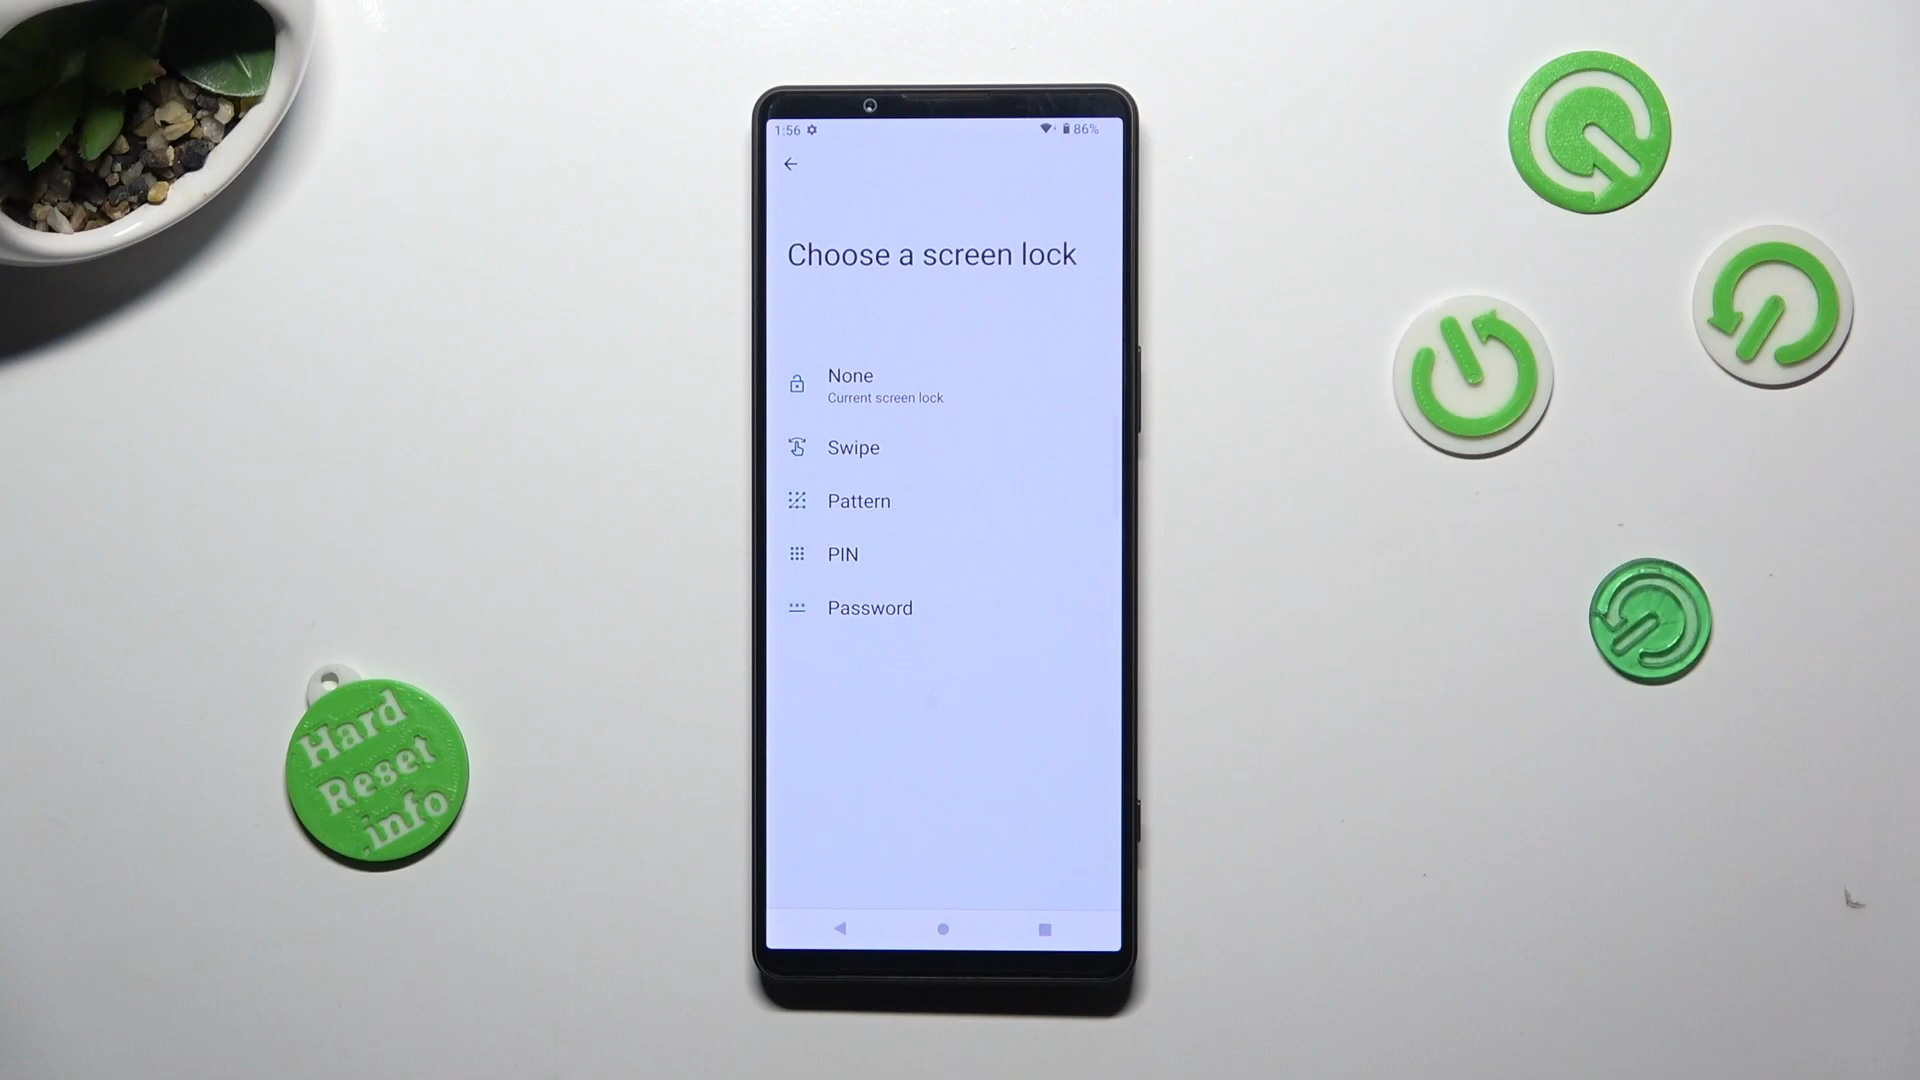 1:56
86%
Choose a screen lock
None
Current screen lock
Swipe
Pattern
PIN
Password
Hard
Reset
.info